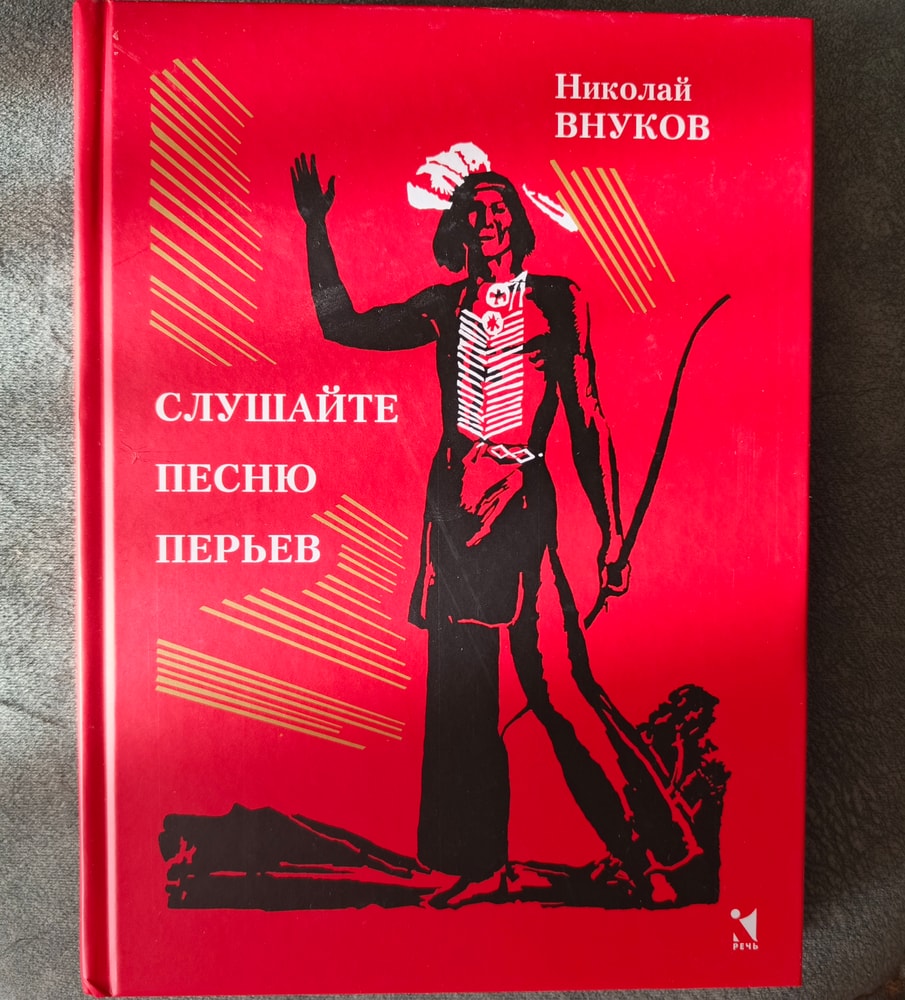 Николай
ВНУКОВ
СЛУШАЙТЕ
ПЕСНЮ
ПЕРЬЕВ
РЕЧЬ